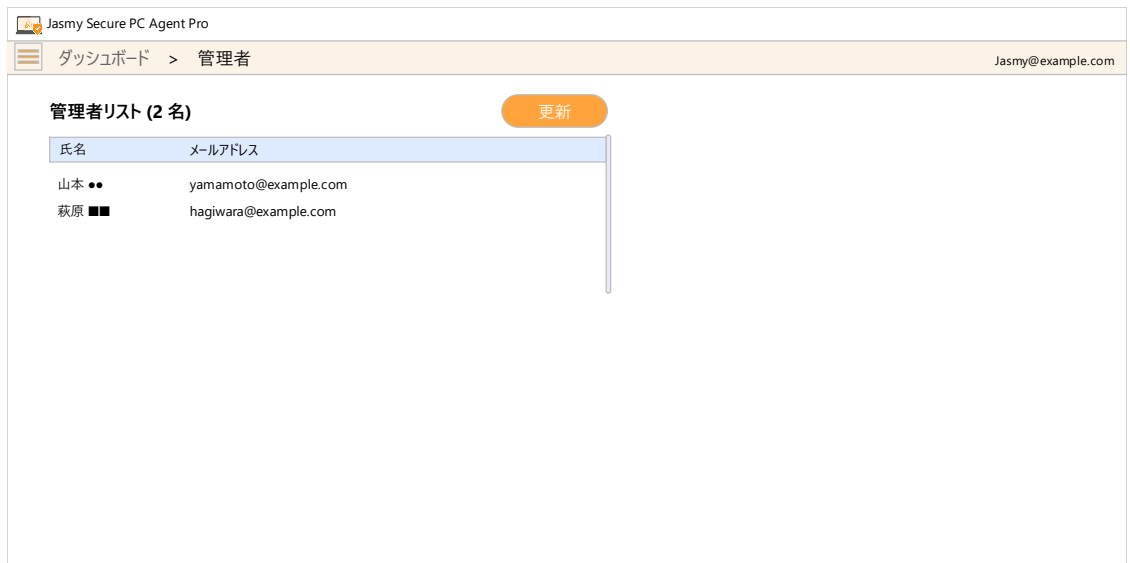 Jasmy Secure PC Agent Pro
ダッシュボード > 管理者 Jasmy@example.com
管理者リスト (2 名) 更新
氏名 メールアドレス
山本 ●● yamamoto@example.com
萩原 ■■ hagiwara@example.com